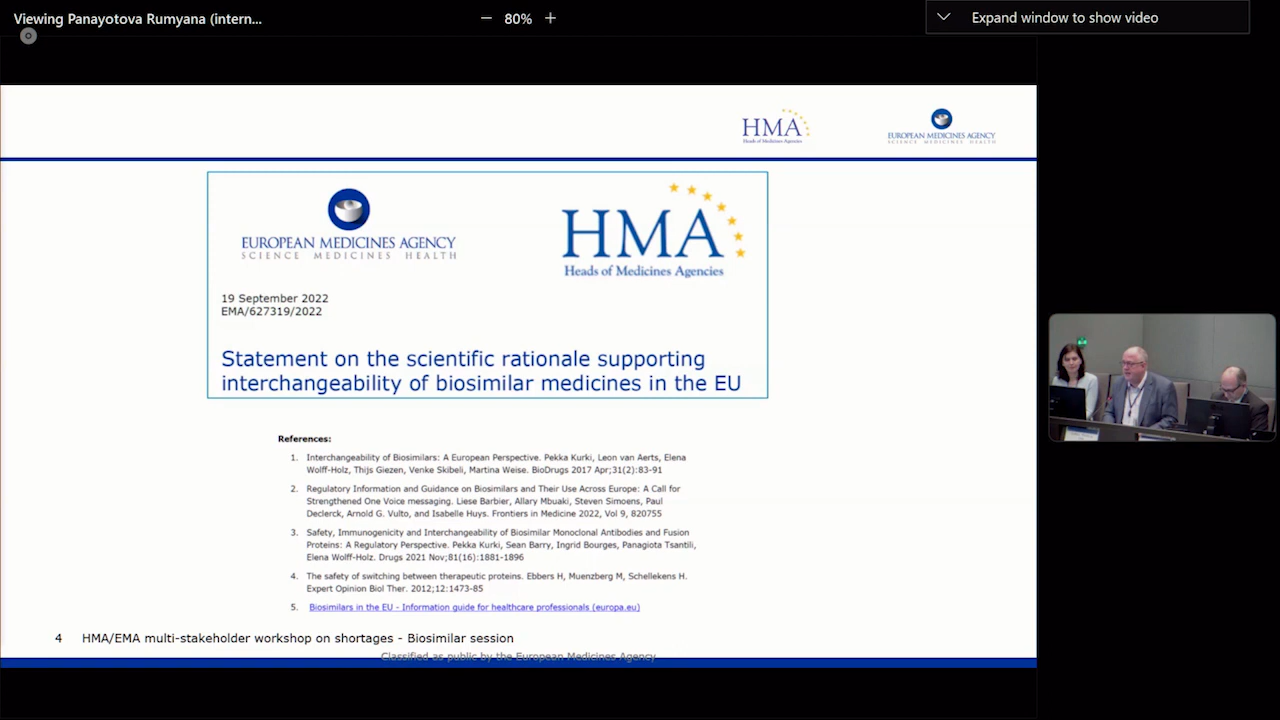 Viewing Panayotova Rumyana (intern...
80%
Expand window to show video
HMA
Heads of Medicines Agencies
EUROPEAN MEDICINES AGENCY
SCIENCE MEDICINES HEALTH
EUROPEAN MEDICINES AGENCY
SCIENCE MEDICINES HEALTH
HMA
Heads of Medicines Agencies
19 September 2022
EMA/627319/2022
Statement on the scientific rationale supporting
interchangeability of biosimilar medicines in the EU
References:
1. Interchangeability of Biosimilars: A European Perspective. Pekka Kurki, Leon van Aerts, Elena
Wolff-Holz, Thijs Giezen, Venke Skibeli, Martina Weise. BioDrugs 2017 Apr;31(2):83-91
2. Regulatory Information and Guidance on Biosimilars and Their Use Across Europe: A Call for
Strengthened One Voice messaging. Liese Barbier, Allary Mbuaki, Steven Simoens, Paul
Declerck, Arnold G. Vulto, and Isabelle Huys. Frontiers in Medicine 2022, Vol 9, 820755
3. Safety, Immunogenicity and Interchangeability of Biosimilar Monoclonal Antibodies and Fusion
Proteins: A Regulatory Perspective. Pekka Kurki, Sean Barry, Ingrid Bourges, Panagiota Tsantili,
Elena Wolff-Holz. Drugs 2021 Nov;81(16):1881-1896
4. The safety of switching between therapeutic proteins. Ebbers H, Muenzberg M, Schellekens H.
Expert Opinion Biol Ther. 2012;12:1473-85
5. Biosimilars in the EU - Information guide for healthcare professionals (europa.eu)
4 HMA/EMA multi-stakeholder workshop on shortages - Biosimilar session
Classified as public by the European Medicines Agency